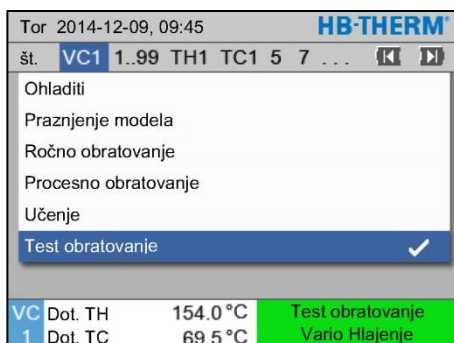 Tor 2014-12-09, 09:45 HB-THERM®
št. VC1 1..99 TH1 TC1 5 7 ...
Ohladiti
Praznjenje modela
Ročno obratovanje
Procesno obratovanje
Učenje
Test obratovanje
VC Dot. TH 154.0 °C Test obratovanje
1 Dot. TC 69.5 °C Vario Hlajenje